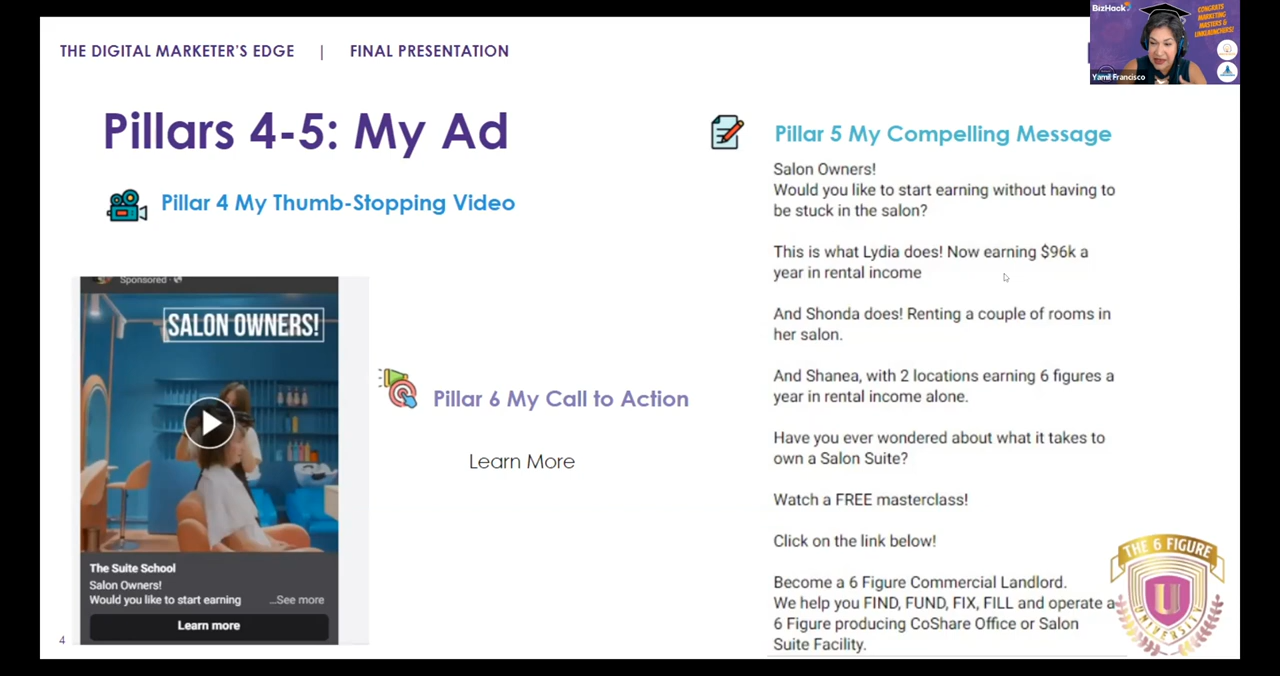 THE DIGITAL MARKETER'S EDGE | FINAL PRESENTATION
BizHack
CONGRATS
MARKETING
MASTERS &
Yamil Francisco
Pillars 4-5: My Ad
Pillar 4 My Thumb-Stopping Video
Sponsored
SALON OWNERS!
The Suite School
Salon Owners!
Would you like to start earning ...See more
Learn more
Pillar 6 My Call to Action
Learn More
Pillar 5 My Compelling Message
Salon Owners!
Would you like to start earning without having to
be stuck in the salon?
This is what Lydia does! Now earning $96k a
year in rental income
And Shonda does! Renting a couple of rooms in
her salon.
And Shanea, with 2 locations earning 6 figures a
year in rental income alone.
Have you ever wondered about what it takes to
own a Salon Suite?
Watch a FREE masterclass!
Click on the link below!
Become a 6 Figure Commercial Landlord.
We help you FIND, FUND, FIX, FILL and operate a
6 Figure producing CoShare Office or Salon
Suite Facility.
THE 6 FIGURE
U
UNIVERSITY
4